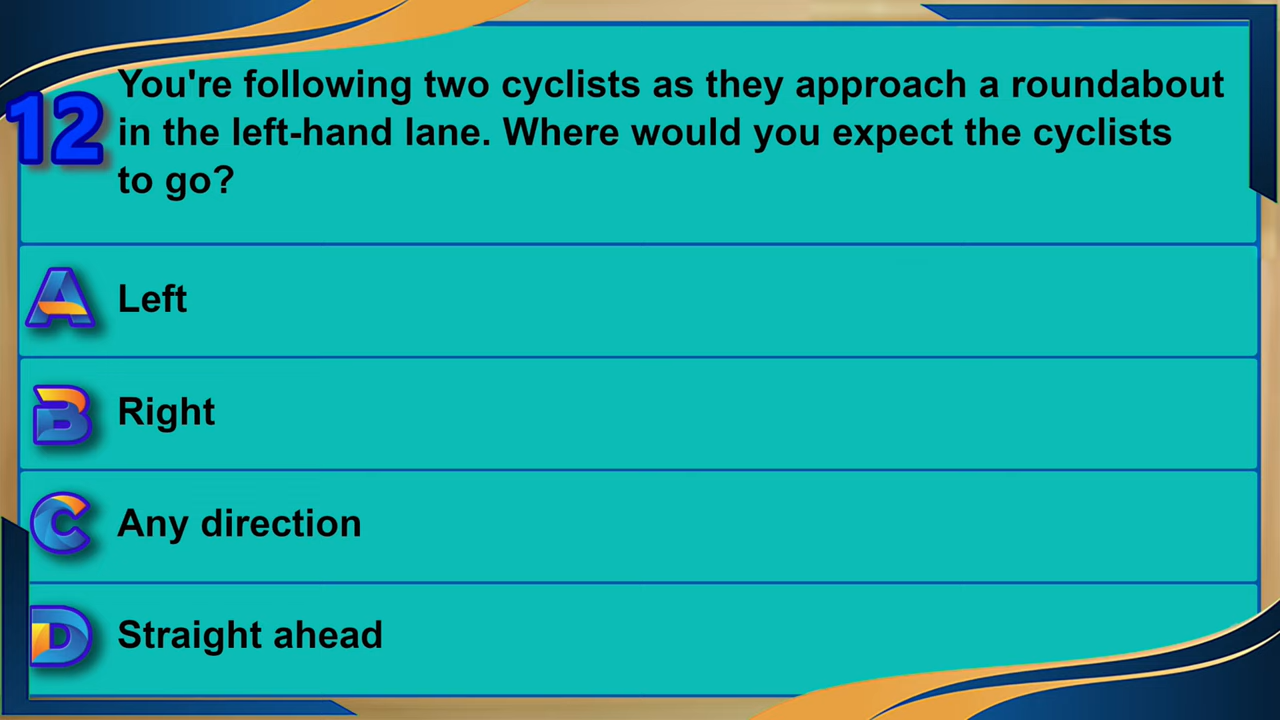 12
You're following two cyclists as they approach a roundabout
in the left-hand lane. Where would you expect the cyclists
to go?
A Left
B Right
C Any direction
D Straight ahead